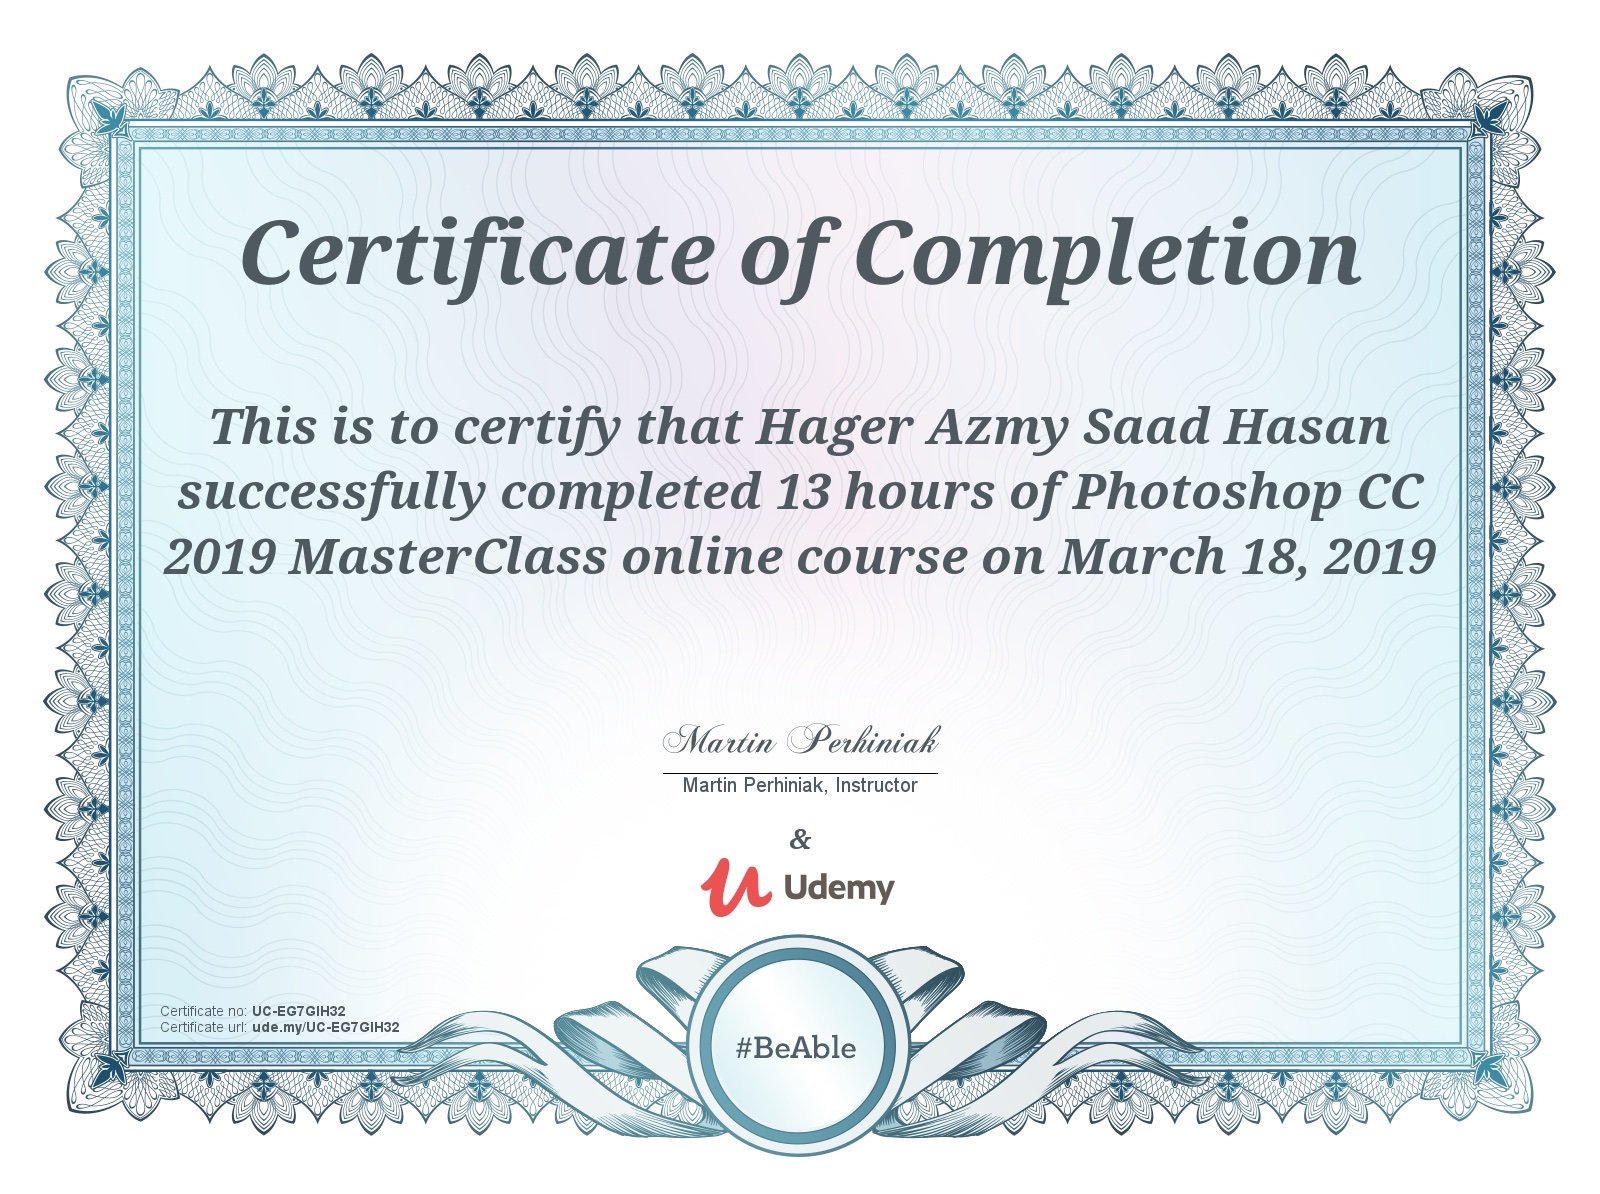 Certificate of Completion
This is to certify that Hager Azmy Saad Hasan
successfully completed 13 hours of Photoshop CC
2019 MasterClass online course on March 18, 2019
Martin Perhiniak
Martin Perhiniak, Instructor
&
Udemy
Certificate no: UC-EG7GIH32
Certificate url: ude.my/UC-EG7GIH32
#BeAble